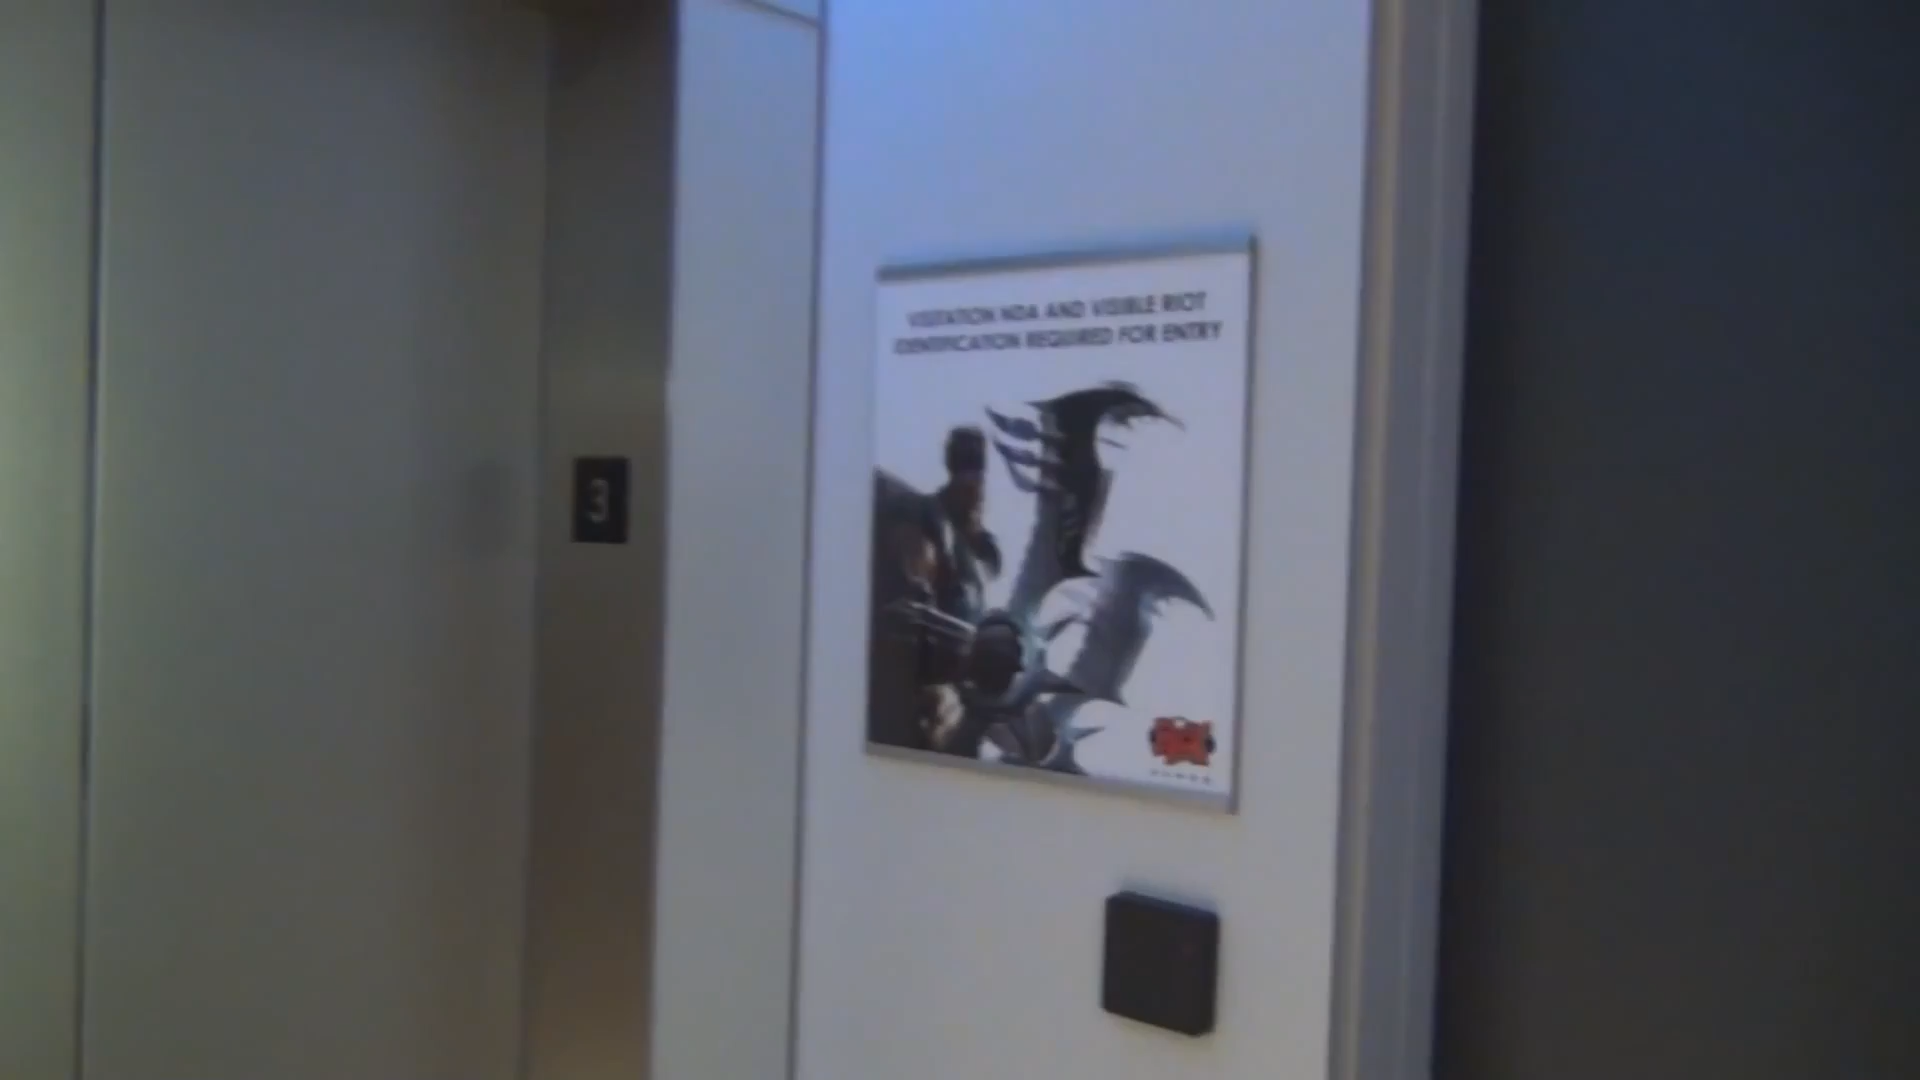 VISITATION NDA AND VISIBLE RIOT
IDENTIFICATION REQUIRED FOR ENTRY
3